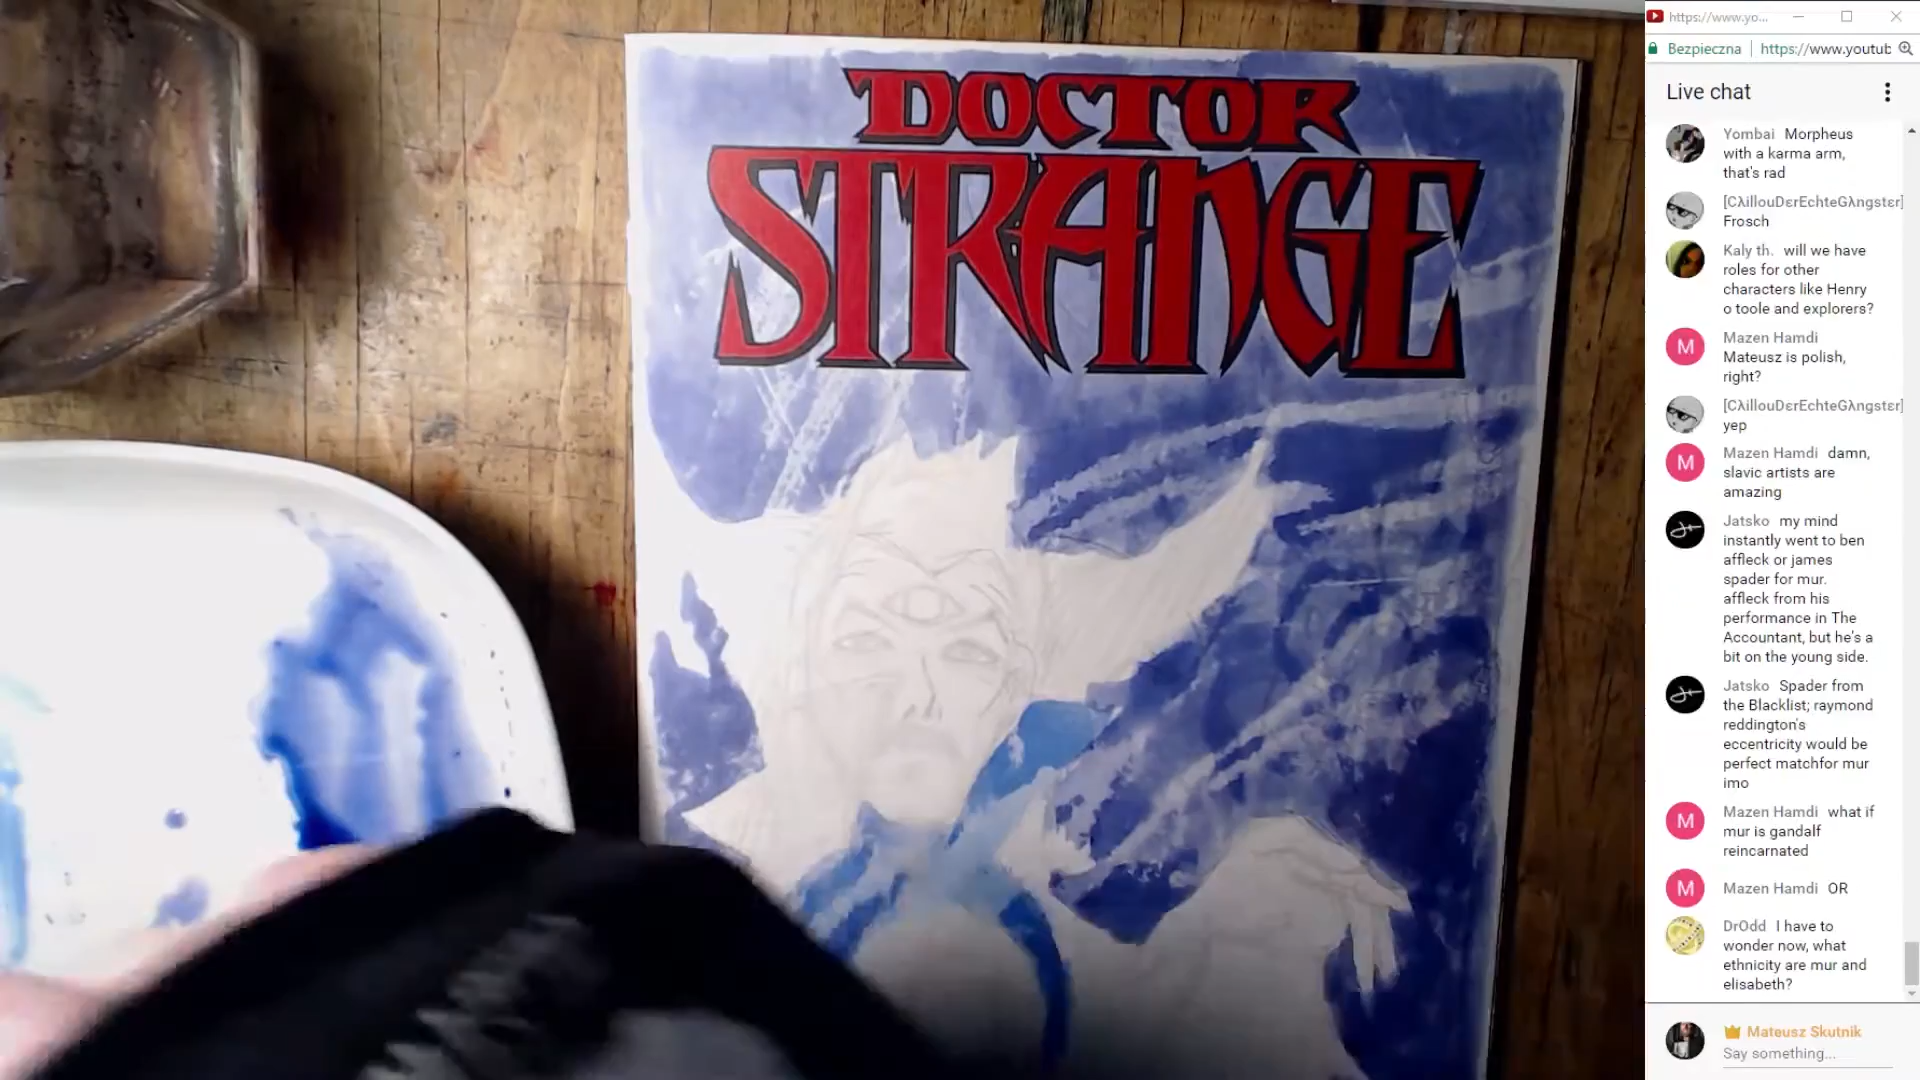 DOCTOR
STRANGE
https://www.yo...
Bezpieczna
https://www.youtub
Live chat
Yombai Morpheus
with a karma arm,
that's rad
[CλillouDεrEchteGλngstεr]
Frosch
Kaly th. will we have
roles for other
characters like Henry
o toole and explorers?
M
Mazen Hamdi
Mateusz is polish,
right?
[CλillouDεrEchteGλngstεr]
yep
M
Mazen Hamdi damn,
slavic artists are
amazing
Jatsko my mind
instantly went to ben
affleck or james
spader for mur.
affleck from his
performance in The
Accountant, but he's a
bit on the young side.
Jatsko Spader from
the Blacklist; raymond
reddington's
eccentricity would be
perfect matchfor mur
imo
M
Mazen Hamdi what if
mur is gandalf
reincarnated
M
Mazen Hamdi OR
DrOdd I have to
wonder now, what
ethnicity are mur and
elisabeth?
Mateusz Skutnik
Say something...